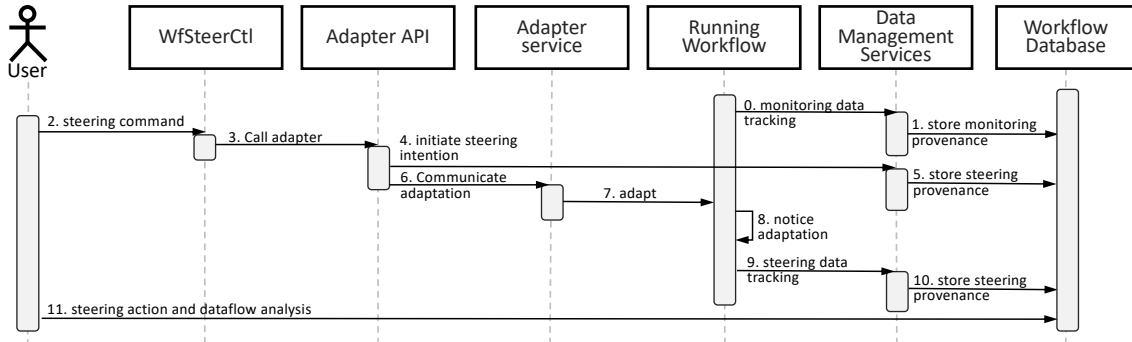 User
WfSteerCtl
Adapter API
Adapter
service
Running
Workflow
Data
Management
Services
Workflow
Database
0. monitoring data
tracking
1. store monitoring
provenance
2. steering command
3. Call adapter
4. initiate steering
intention
5. store steering
provenance
6. Communicate
adaptation
7. adapt
8. notice
adaptation
9. steering data
tracking
10. store steering
provenance
11. steering action and dataflow analysis